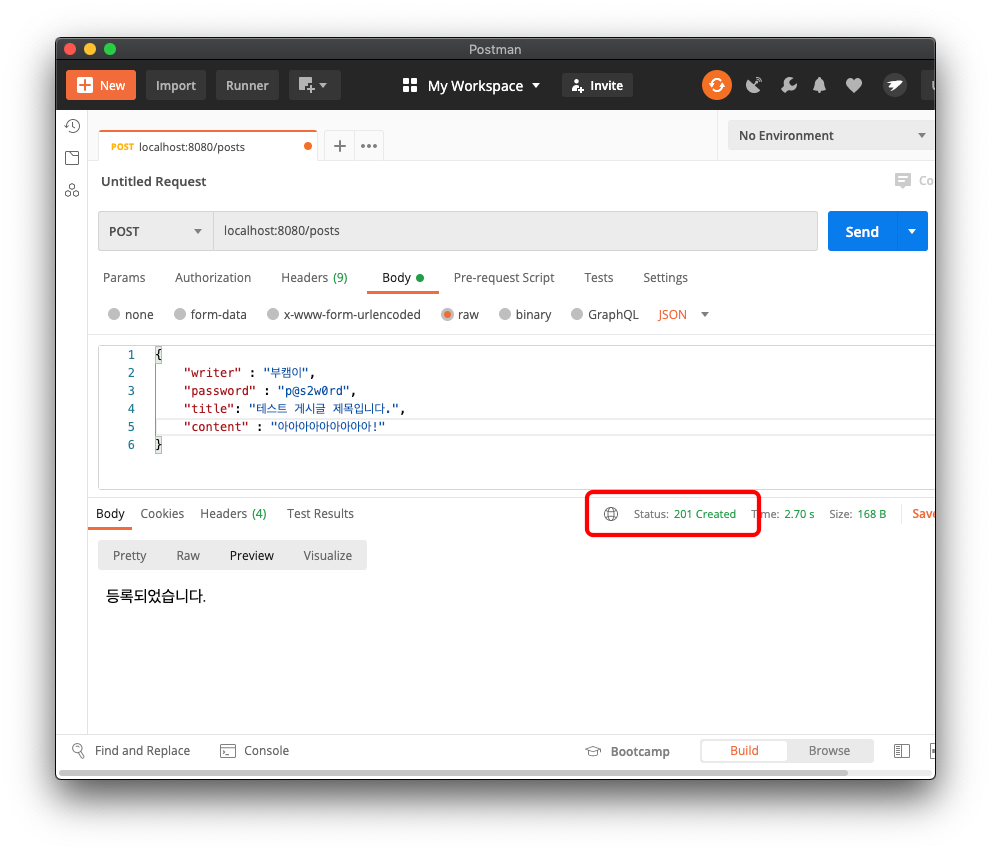 Postman
New Import Runner My Workspace Invite
POST localhost:8080/posts No Environment
Untitled Request
POST localhost:8080/posts Send
Params Authorization Headers (9) Body Pre-request Script Tests Settings
none form-data x-www-form-urlencoded raw binary GraphQL JSON
1 {
2 "writer" : "부캠이",
3 "password" : "p@s2w0rd",
4 "title": "테스트 게시글 제목입니다.",
5 "content" : "아아아아아아아아아!"
6 }
Body Cookies Headers (4) Test Results Status: 201 Created Time: 2.70 s Size: 168 B Save
Pretty Raw Preview Visualize
등록되었습니다.
Find and Replace Console Bootcamp Build Browse